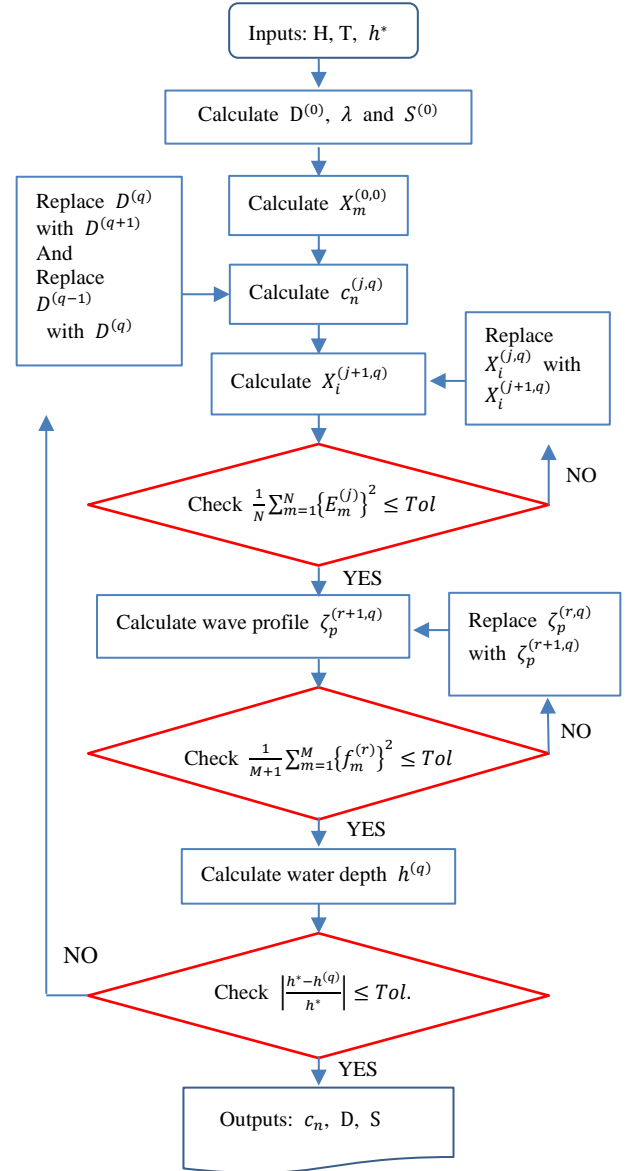 Inputs: H, T, h*
Calculate D^(0), λ and S^(0)
Calculate X_m^(0,0)
Replace D^(q)
with D^(q+1)
And
Replace
D^(q−1)
with D^(q)
Calculate c_n^(j,q)
Calculate X_i^(j+1,q)
Replace
X_i^(j,q) with
X_i^(j+1,q)
Check 1/N ∑_{m=1}^{N} {E_m^(j)}^2 ≤ Tol
NO
YES
Calculate wave profile ζ_p^(r+1,q)
Replace ζ_p^(r,q)
with ζ_p^(r+1,q)
Check 1/(M+1) ∑_{m=1}^{M} {f_m^(r)}^2 ≤ Tol
NO
YES
Calculate water depth h^(q)
NO
Check |(h*−h^(q))/h*| ≤ Tol.
YES
Outputs: c_n, D, S